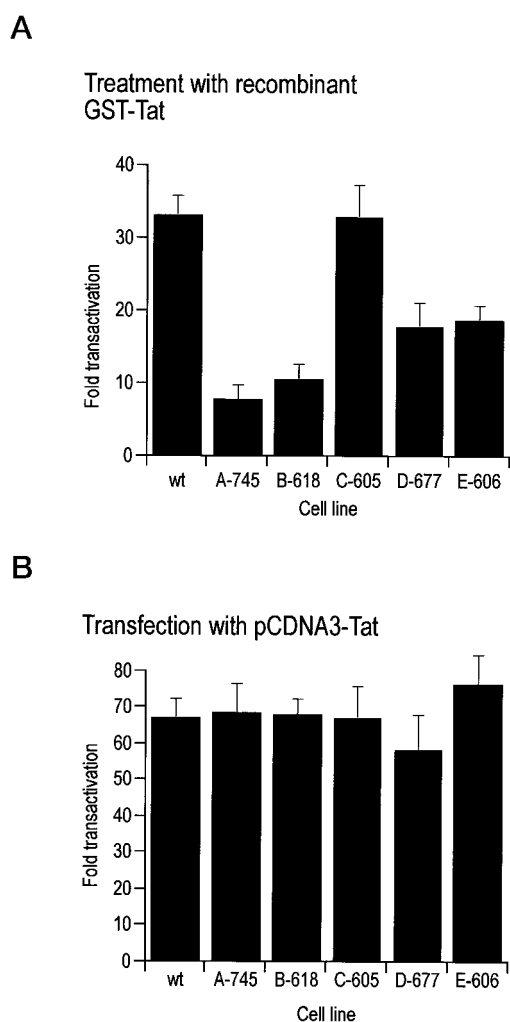 A
Treatment with recombinant
GST-Tat
Fold transactivation
40
30
20
10
0
wt A-745 B-618 C-605 D-677 E-606
Cell line
B
Transfection with pCDNA3-Tat
Fold transactivation
80
70
60
50
40
30
20
10
0
wt A-745 B-618 C-605 D-677 E-606
Cell line